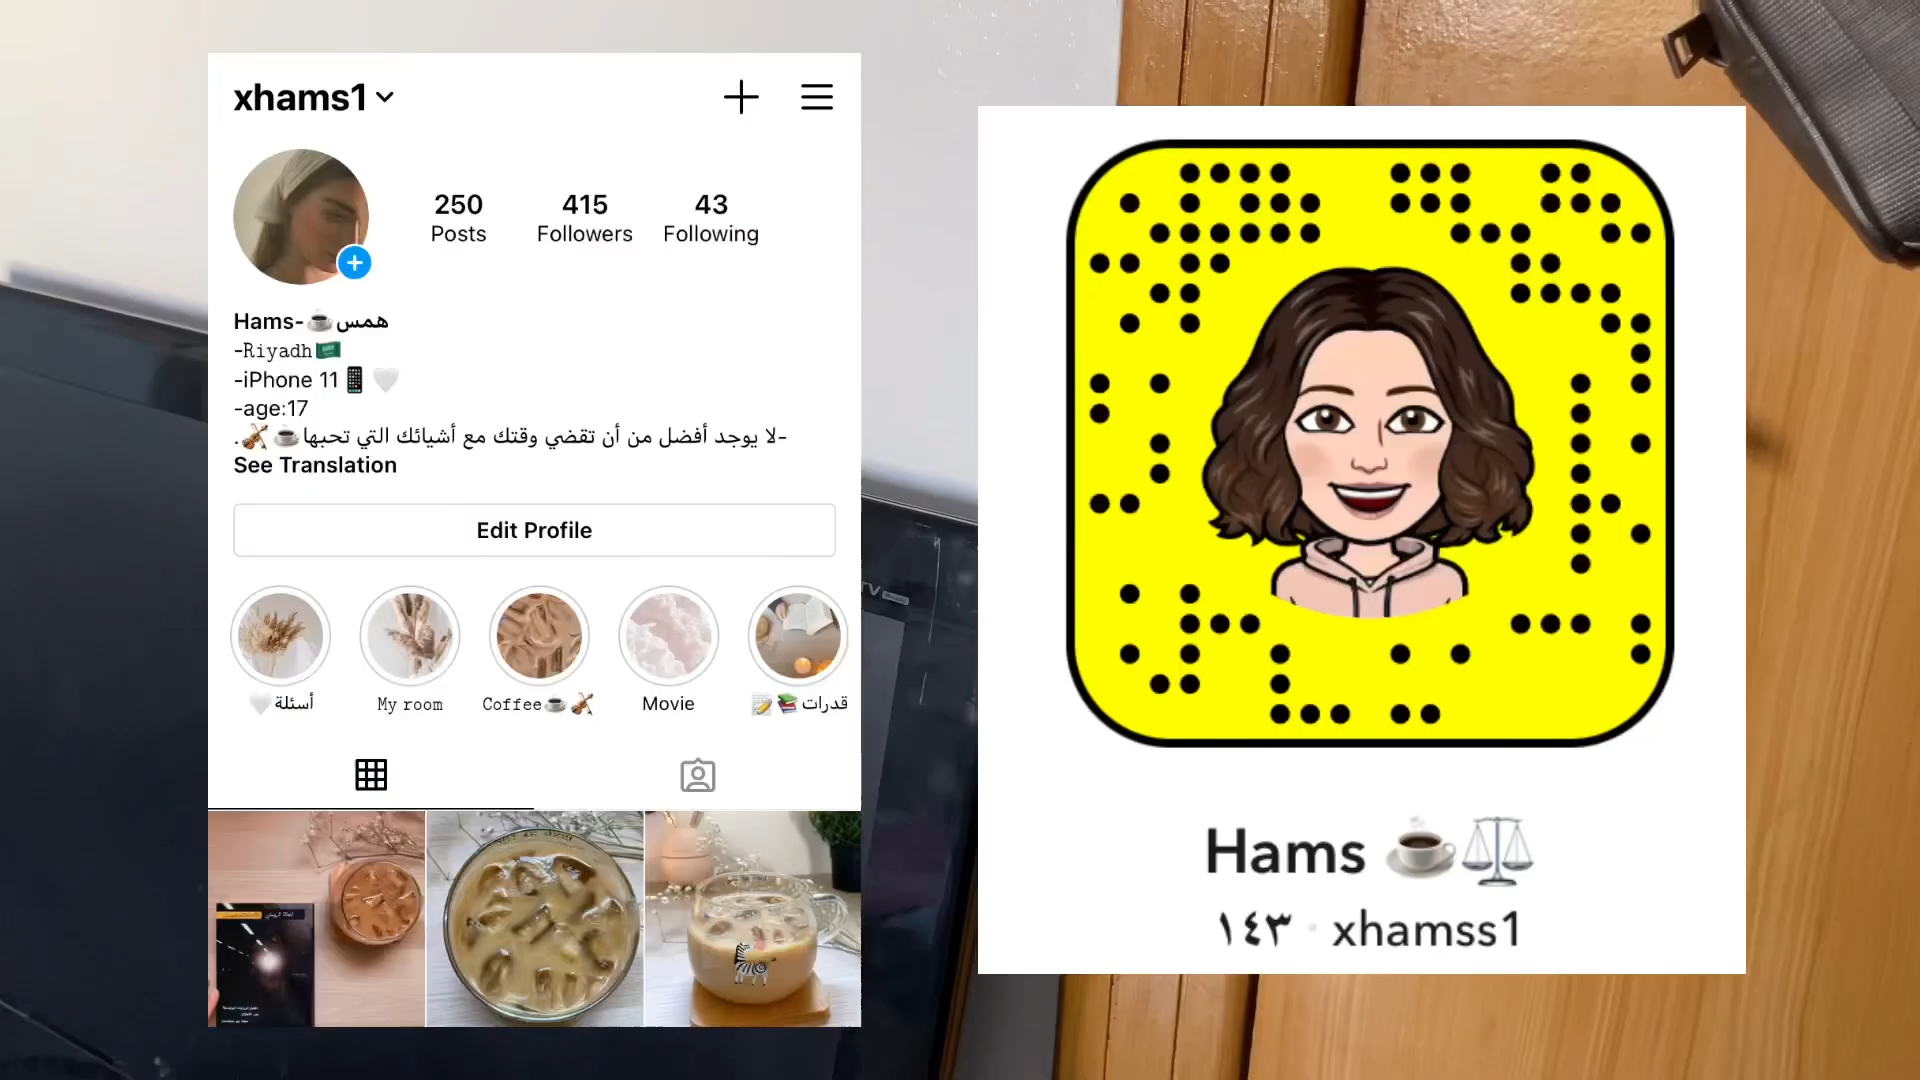 xhams1
250 415 43
Posts Followers Following
Hams-☕همس
-Riyadh🇸🇦
-iPhone 11📱🤍
-age:17
-لا يوجد أفضل من أن تقضي وقتك مع أشيائك التي تحبها☕🎻.
See Translation
Edit Profile
أسئلة🤍 My room Coffee☕🎻 Movie قدرات📚📝
TV
Hams ☕⚖️
١٤٣ · xhamss1